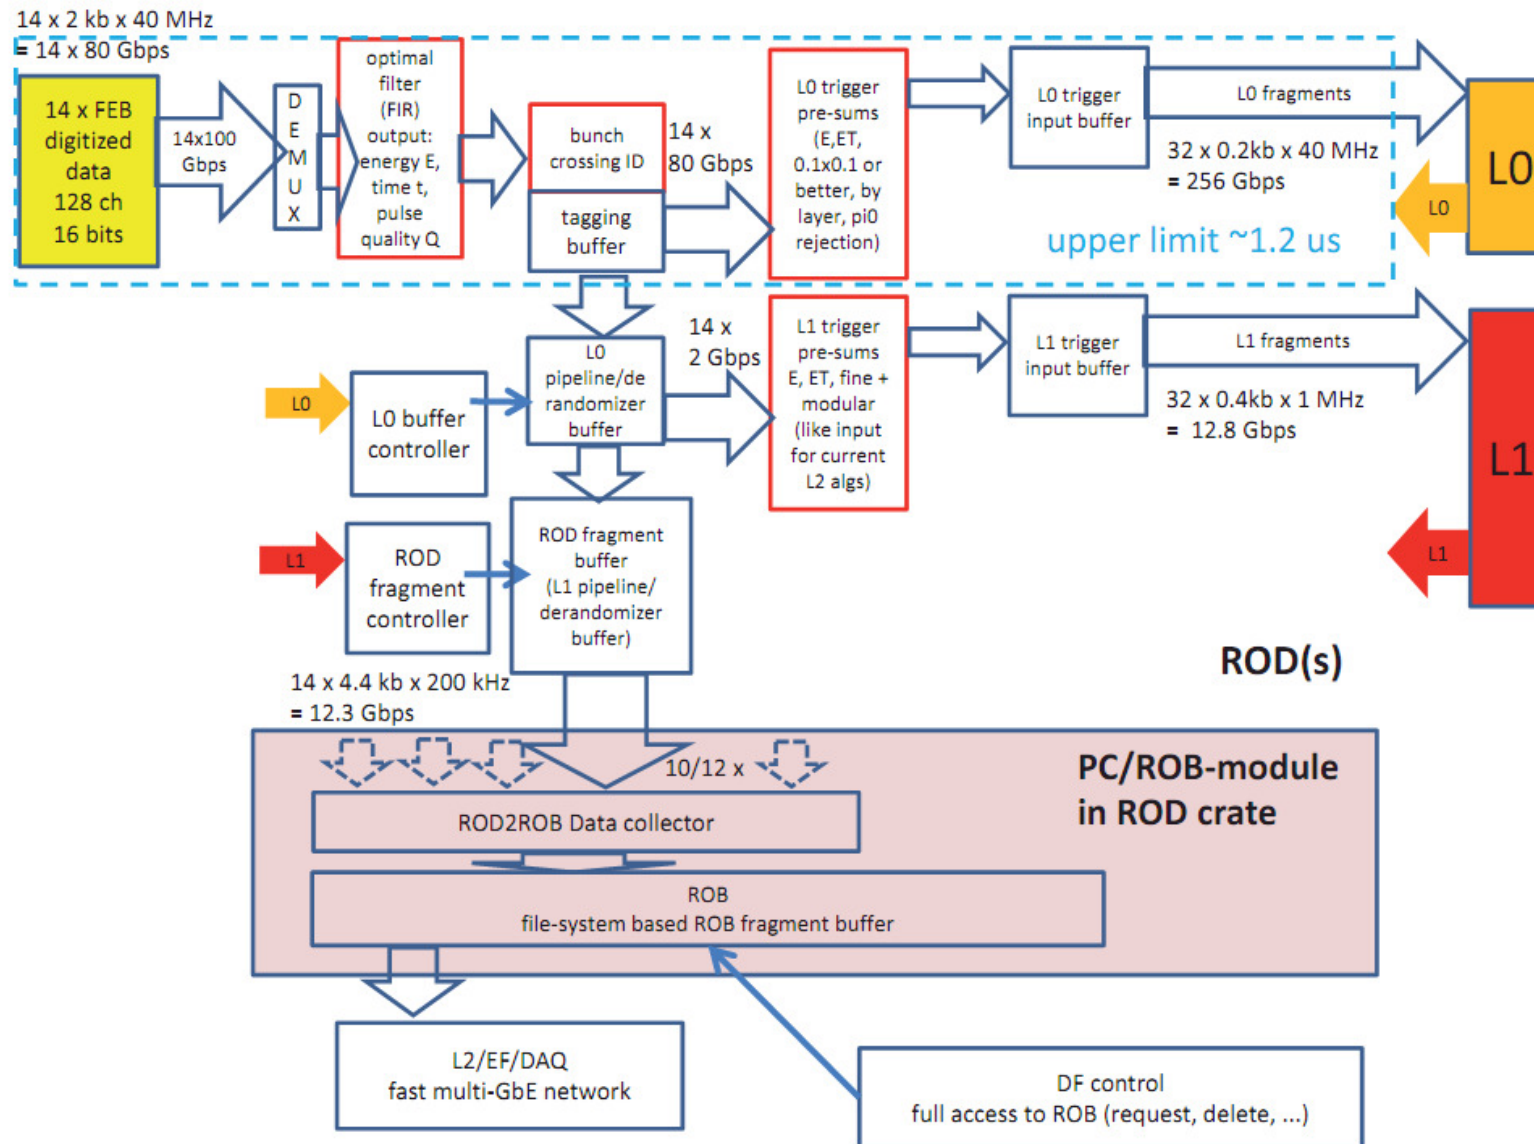 14 x 2 kb x 40 MHz
= 14 x 80 Gbps
14 x FEB
digitized
data
128 ch
16 bits
14x100
Gbps
D
E
M
U
X
optimal
filter
(FIR)
output:
energy E,
time t,
pulse
quality Q
bunch
crossing ID
tagging
buffer
14 x
80 Gbps
L0 trigger
pre-sums
(E,ET,
0.1x0.1 or
better, by
layer, pi0
rejection)
L0 trigger
input buffer
L0 fragments
32 x 0.2kb x 40 MHz
= 256 Gbps
upper limit ~1.2 us
L0
L0
L0
L0 buffer
controller
L0
pipeline/de
randomizer
buffer
14 x
2 Gbps
L1 trigger
pre-sums
E, ET, fine +
modular
(like input
for current
L2 algs)
L1 trigger
input buffer
L1 fragments
32 x 0.4kb x 1 MHz
= 12.8 Gbps
L1
L1
L1
ROD
fragment
controller
ROD fragment
buffer
(L1 pipeline/
derandomizer
buffer)
ROD(s)
14 x 4.4 kb x 200 kHz
= 12.3 Gbps
10/12 x
PC/ROB-module
in ROD crate
ROD2ROB Data collector
ROB
file-system based ROB fragment buffer
L2/EF/DAQ
fast multi-GbE network
DF control
full access to ROB (request, delete, ...)